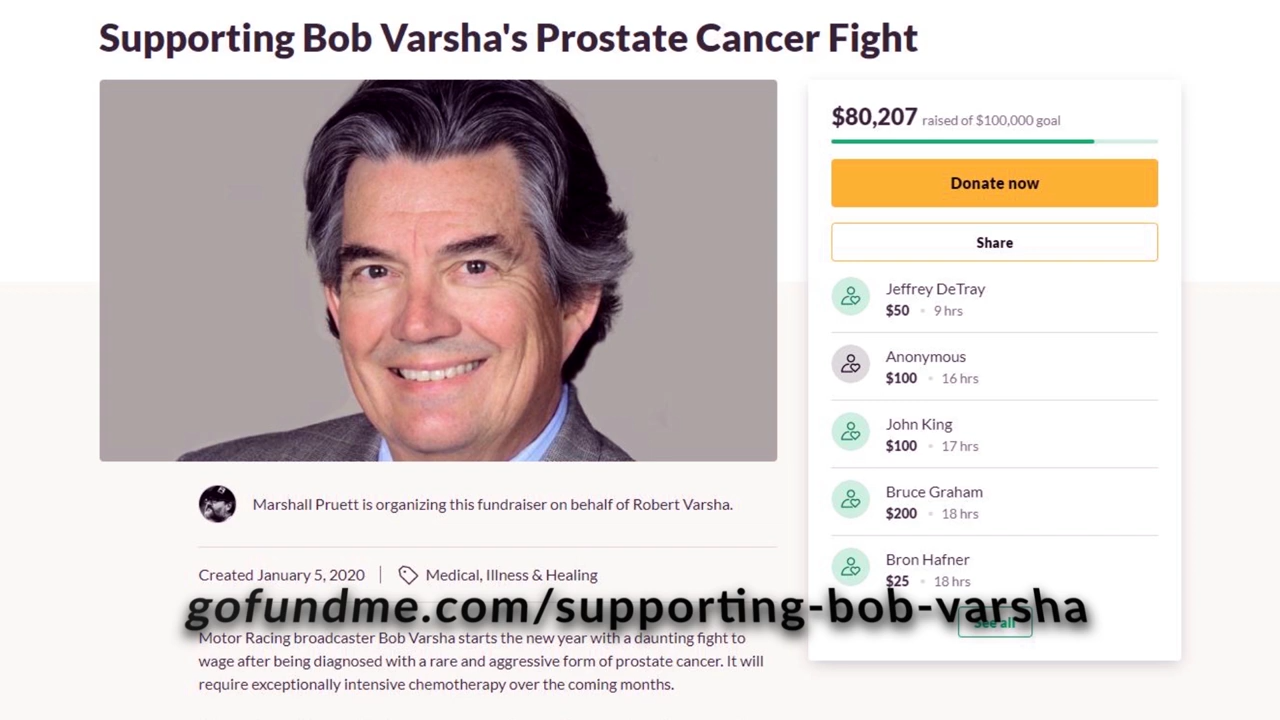 Supporting Bob Varsha's Prostate Cancer Fight
$80,207 raised of $100,000 goal
Donate now
Share
Jeffrey DeTray
$50 • 9 hrs
Anonymous
$100 • 16 hrs
John King
$100 • 17 hrs
Bruce Graham
$200 • 18 hrs
Bron Hafner
$25 • 18 hrs
See all
Marshall Pruett is organizing this fundraiser on behalf of Robert Varsha.
Created January 5, 2020 | Medical, Illness & Healing
gofundme.com/supporting-bob-varsha
Motor Racing broadcaster Bob Varsha starts the new year with a daunting fight to
wage after being diagnosed with a rare and aggressive form of prostate cancer. It will
require exceptionally intensive chemotherapy over the coming months.